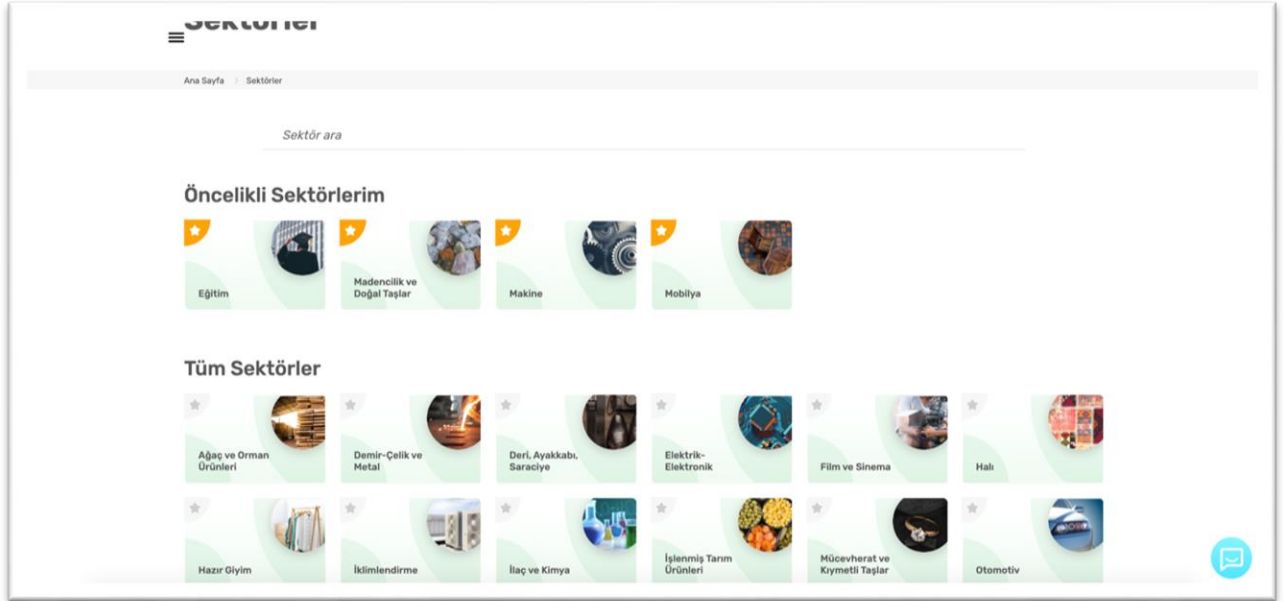 Sektörler
Ana Sayfa
Sektörler
Sektör ara
Öncelikli Sektörlerim
Eğitim
Madencilik ve
Doğal Taşlar
Makine
Mobilya
Tüm Sektörler
Ağaç ve Orman
Ürünleri
Demir-Çelik ve
Metal
Deri, Ayakkabı,
Saraciye
Elektrik-
Elektronik
Film ve Sinema
Halı
Hazır Giyim
İklimlendirme
İlaç ve Kimya
İşlenmiş Tarım
Ürünleri
Mücevherat ve
Kıymetli Taşlar
Otomotiv